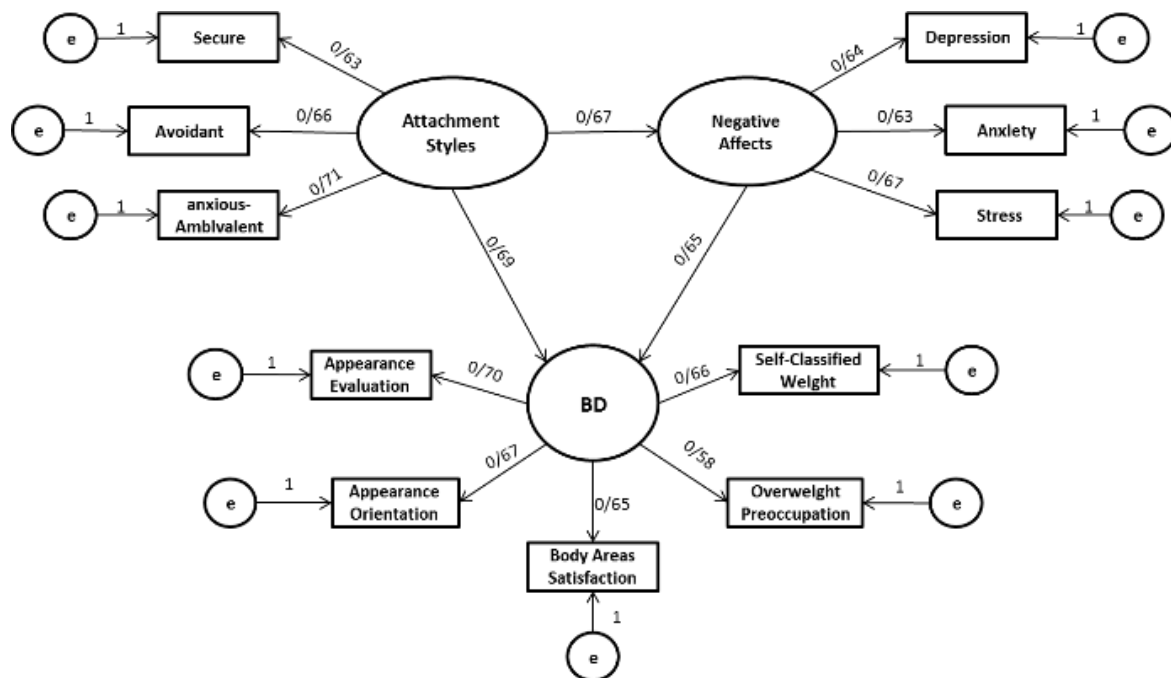 e 1 Secure
0/63
0/64
Depression 1 e
e 1 Avoidant
0/66
Attachment
Styles
0/67
Negative
Affects
0/63
Anxlety 1 e
e 1 anxious-
Amblvalent
0/71
0/67
Stress 1 e
0/69
0/65
e 1 Appearance
Evaluation
0/70
BD
0/66
Self-Classified
Weight
1 e
e 1 Appearance
Orientation
0/67
0/65
0/58
Overweight
Preoccupation
1 e
Body Areas
Satisfaction
1
e